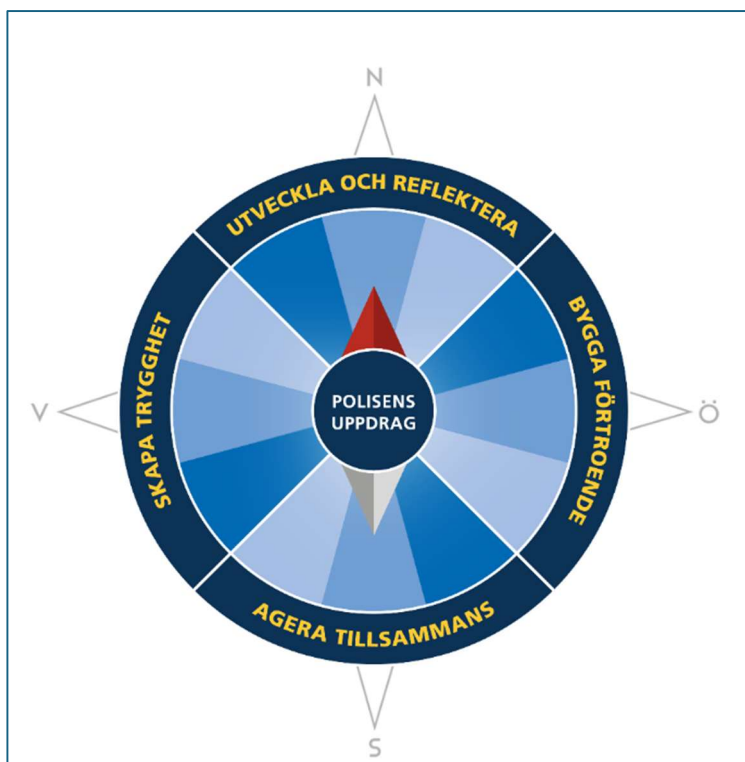 N
UTVECKLA OCH REFLEKTERA
BYGGA FÖRTROENDE
SKAPA TRYGGHET
V
POLISENS
UPPDRAG
Ö
AGERA TILLSAMMANS
S